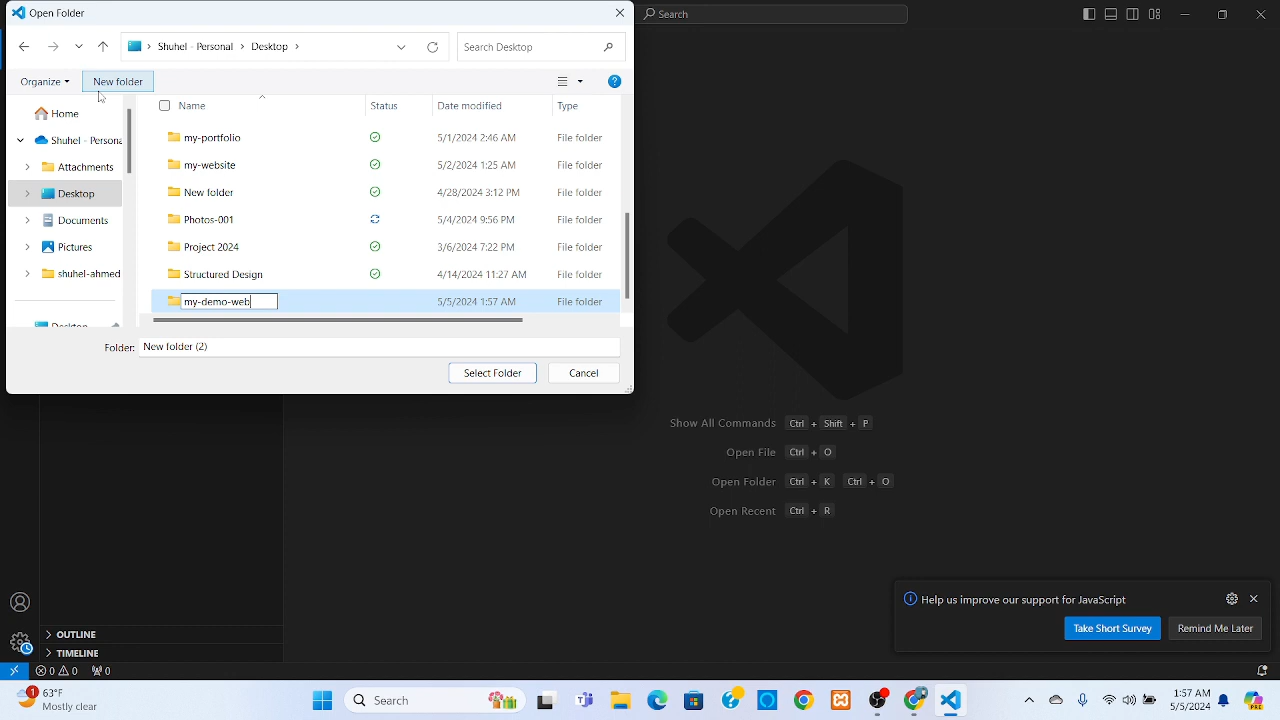 Open Folder
Search
Shuhel - Personal > Desktop >
Search Desktop
Organize
New folder
Name
Status
Date modified
Type
Home
Shuhel - Persona
Attachments
Desktop
Documents
Pictures
shuhel-ahmed
Desktop
my-portfolio 5/1/2024 2:46 AM File folder
my-website 5/2/2024 1:25 AM File folder
New folder 4/28/2024 3:12 PM File folder
Photos-001 5/4/2024 9:56 PM File folder
Project 2024 3/6/2024 7:22 PM File folder
Structured Design 4/14/2024 11:27 AM File folder
my-demo-web 5/5/2024 1:57 AM File folder
Folder: New folder (2)
Select Folder
Cancel
Show All Commands Ctrl + Shift + P
Open File Ctrl + O
Open Folder Ctrl + K Ctrl + O
Open Recent Ctrl + R
Help us improve our support for JavaScript
Take Short Survey
Remind Me Later
OUTLINE
TIMELINE
0 0 0
1
63°F
Mostly clear
Search
1:57 AM
5/5/2024
PRE